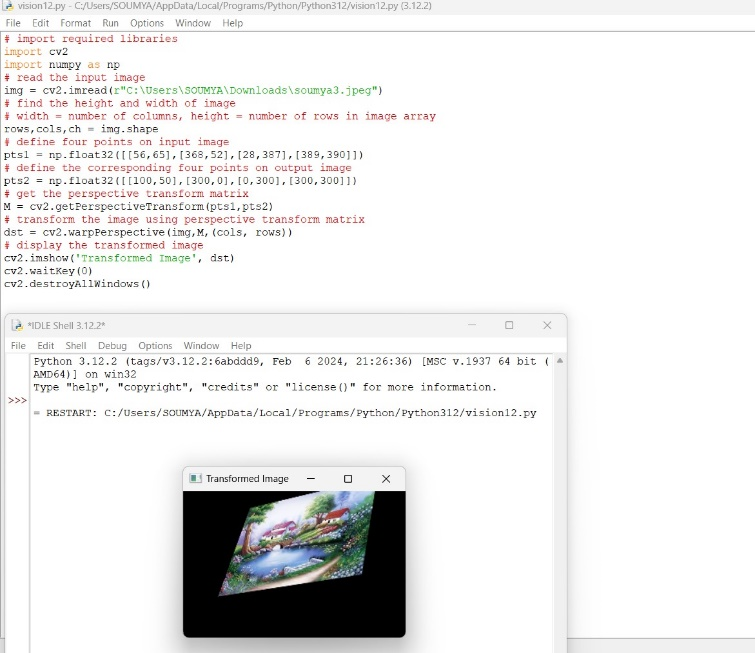 vision12.py - C:/Users/SOUMYA/AppData/Local/Programs/Python/Python312/vision12.py (3.12.2)
File Edit Format Run Options Window Help
# import required libraries
import cv2
import numpy as np
# read the input image
img = cv2.imread(r"C:\Users\SOUMYA\Downloads\soumya3.jpeg")
# find the height and width of image
# width = number of columns, height = number of rows in image array
rows,cols,ch = img.shape
# define four points on input image
pts1 = np.float32([[56,65],[368,52],[28,387],[389,390]])
# define the corresponding four points on output image
pts2 = np.float32([[100,50],[300,0],[0,300],[300,300]])
# get the perspective transform matrix
M = cv2.getPerspectiveTransform(pts1,pts2)
# transform the image using perspective transform matrix
dst = cv2.warpPerspective(img,M,(cols, rows))
# display the transformed image
cv2.imshow('Transformed Image', dst)
cv2.waitKey(0)
cv2.destroyAllWindows()
*IDLE Shell 3.12.2*
File Edit Shell Debug Options Window Help
Python 3.12.2 (tags/v3.12.2:6abddd9, Feb  6 2024, 21:26:36) [MSC v.1937 64 bit (
AMD64)] on win32
Type "help", "copyright", "credits" or "license()" for more information.
>>>
= RESTART: C:/Users/SOUMYA/AppData/Local/Programs/Python/Python312/vision12.py
Transformed Image